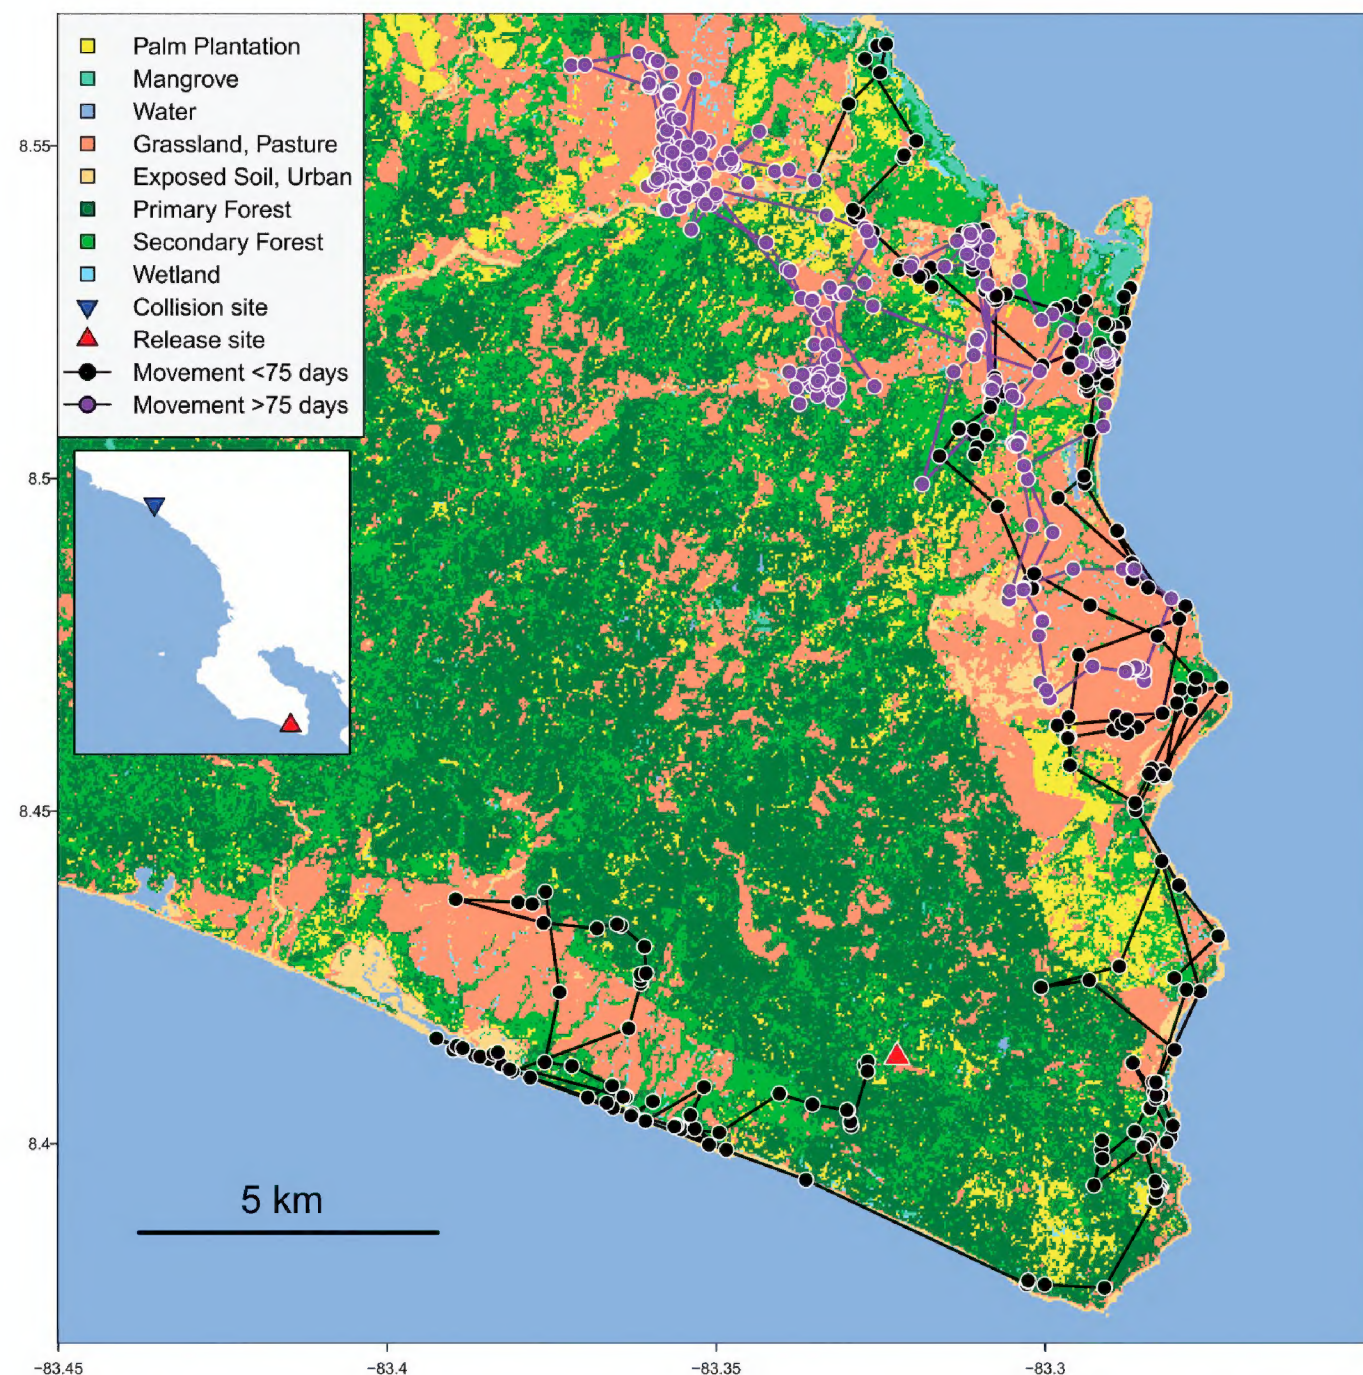 Palm Plantation
Mangrove
Water
Grassland, Pasture
Exposed Soil, Urban
Primary Forest
Secondary Forest
Wetland
Collision site
Release site
Movement <75 days
Movement >75 days
8.55
8.5
8.45
8.4
5 km
−83.45
−83.4
−83.35
−83.3